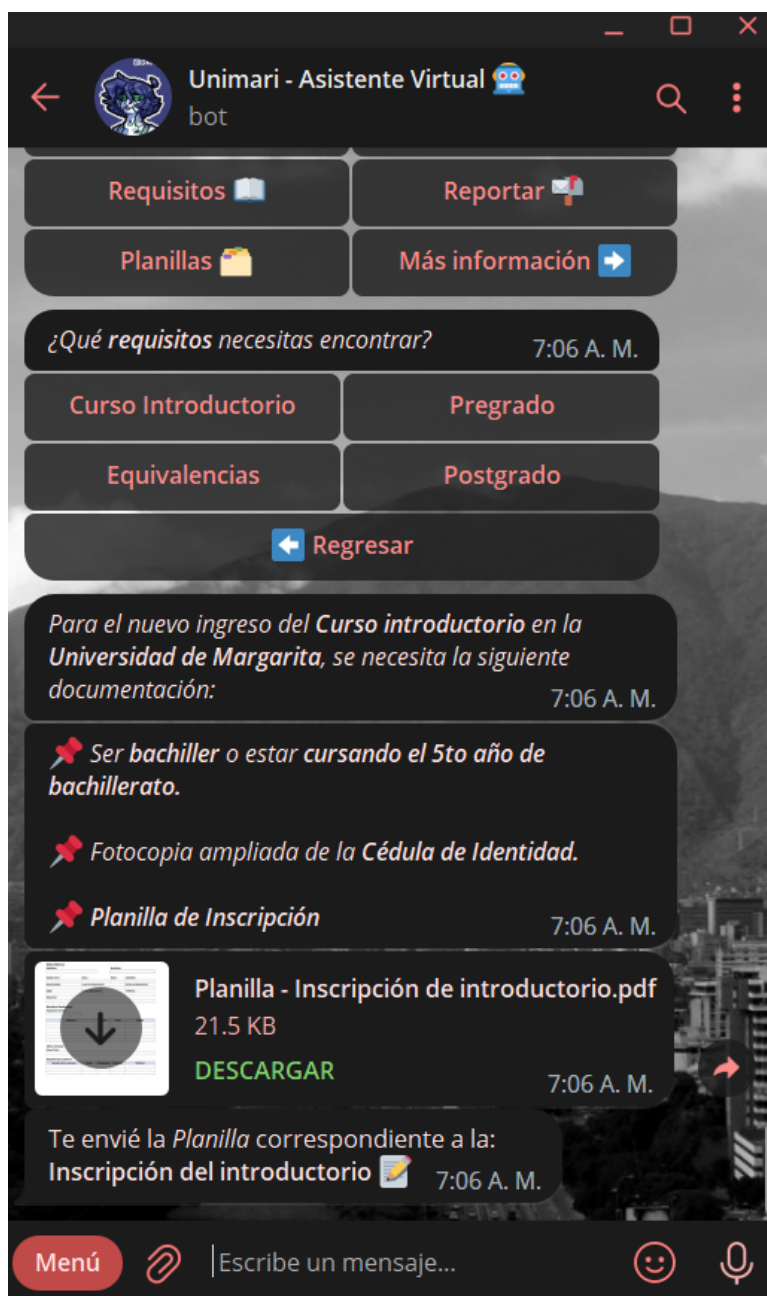 Unimari - Asistente Virtual 🤖
bot
Requisitos 📖
Reportar 📬
Planillas 🗂️
Más información ➡️
¿Qué requisitos necesitas encontrar?
7:06 A. M.
Curso Introductorio
Pregrado
Equivalencias
Postgrado
⬅️ Regresar
Para el nuevo ingreso del Curso introductorio en la
Universidad de Margarita, se necesita la siguiente
documentación:
7:06 A. M.
📌 Ser bachiller o estar cursando el 5to año de
bachillerato.
📌 Fotocopia ampliada de la Cédula de Identidad.
📌 Planilla de Inscripción
7:06 A. M.
Planilla - Inscripción de introductorio.pdf
21.5 KB
DESCARGAR
7:06 A. M.
Te envié la Planilla correspondiente a la:
Inscripción del introductorio 📝
7:06 A. M.
Menú
Escribe un mensaje...